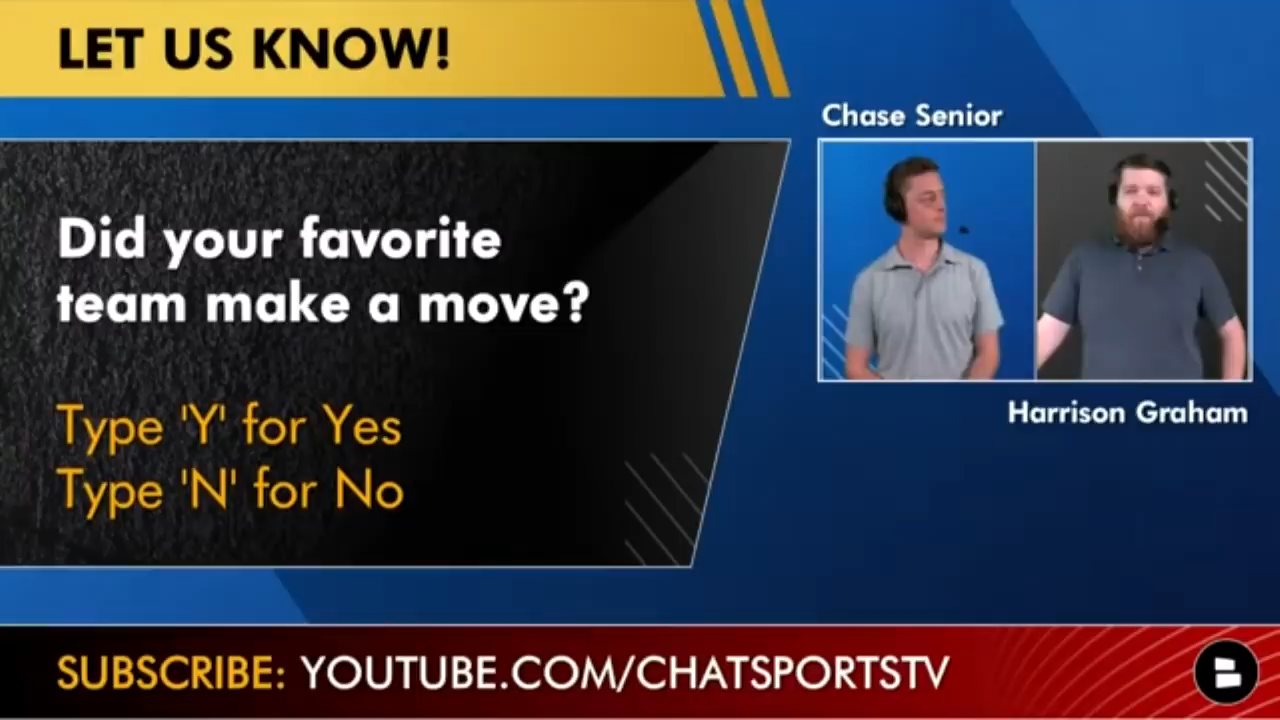 LET US KNOW!
Chase Senior
Did your favorite
team make a move?
Type 'Y' for Yes
Type 'N' for No
Harrison Graham
SUBSCRIBE: YOUTUBE.COM/CHATSPORTSTV